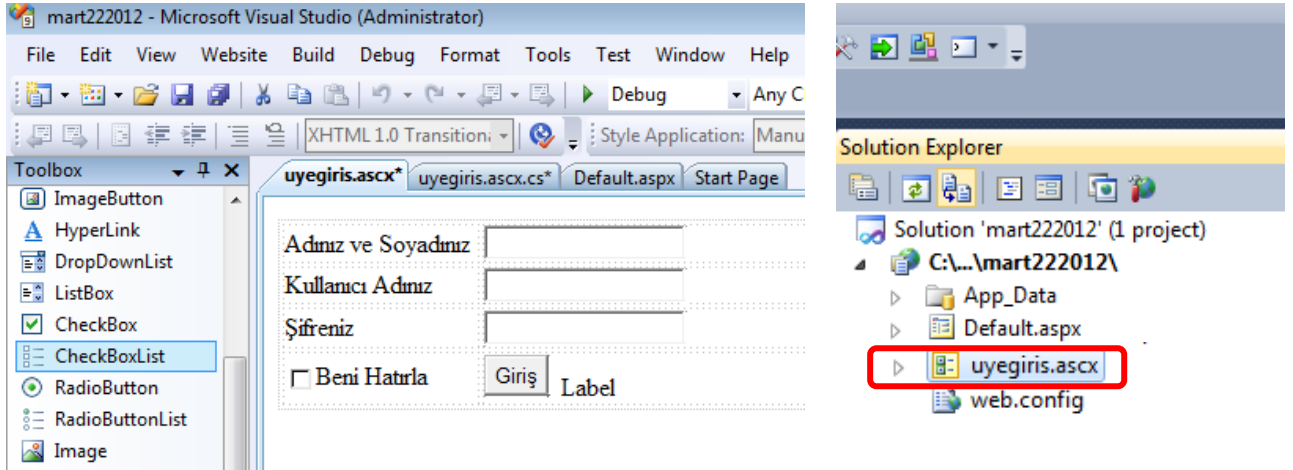 mart222012 - Microsoft Visual Studio (Administrator)
File Edit View Website Build Debug Format Tools Test Window Help
Debug Any C
XHTML 1.0 Transition Style Application: Manu
Toolbox
uyegiris.ascx* uyegiris.ascx.cs* Default.aspx Start Page
ImageButton
HyperLink
DropDownList
ListBox
CheckBox
CheckBoxList
RadioButton
RadioButtonList
Image
Adınız ve Soyadınız
Kullanıcı Adınız
Şifreniz
Beni Hatırla Giriş Label
Solution Explorer
Solution 'mart222012' (1 project)
C:\...\mart222012\
App_Data
Default.aspx
uyegiris.ascx
web.config